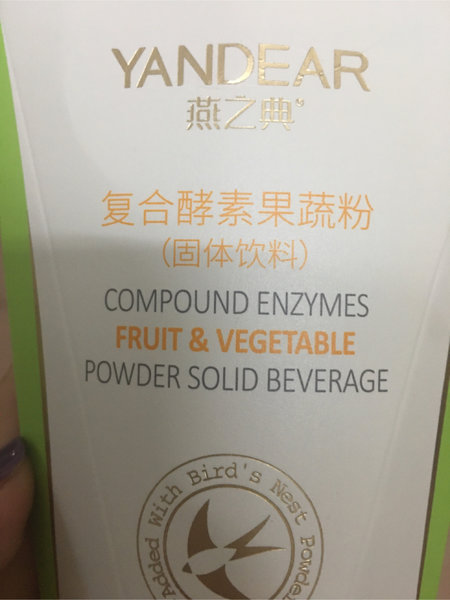 YANDEAR
燕之典
复合酵素果蔬粉
(固体饮料)
COMPOUND ENZYMES
FRUIT & VEGETABLE
POWDER SOLID BEVERAGE
Added With Bird's Nest Powder